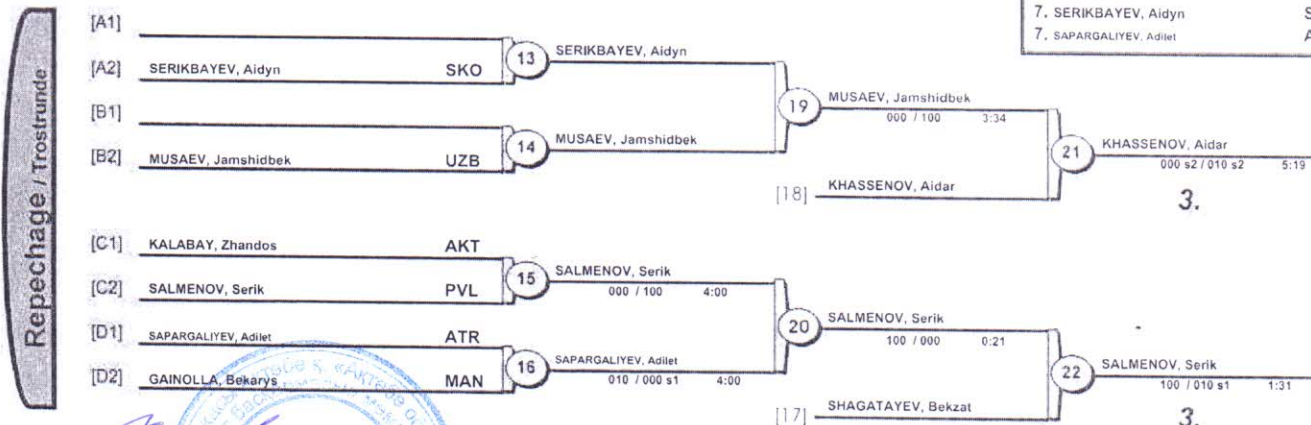 7. SERIKBAYEV, Aidyn S
7. SAPARGALIYEV, Adilet A
Repechage / Trostrunde
[A1]
[A2] SERIKBAYEV, Aidyn SKO
13 SERIKBAYEV, Aidyn
[B1]
[B2] MUSAEV, Jamshidbek UZB
14 MUSAEV, Jamshidbek
19 MUSAEV, Jamshidbek
000 / 100 3:34
[18] KHASSENOV, Aidar
21 KHASSENOV, Aidar
000 s2 / 010 s2 5:19
3.
[C1] KALABAY, Zhandos AKT
[C2] SALMENOV, Serik PVL
15 SALMENOV, Serik
000 / 100 4:00
[D1] SAPARGALIYEV, Adilet ATR
[D2] GAINOLLA, Bekarys MAN
16 SAPARGALIYEV, Adilet
010 / 000 s1 4:00
20 SALMENOV, Serik
100 / 000 0:21
[17] SHAGATAYEV, Bekzat
22 SALMENOV, Serik
100 / 010 s1 1:31
3.